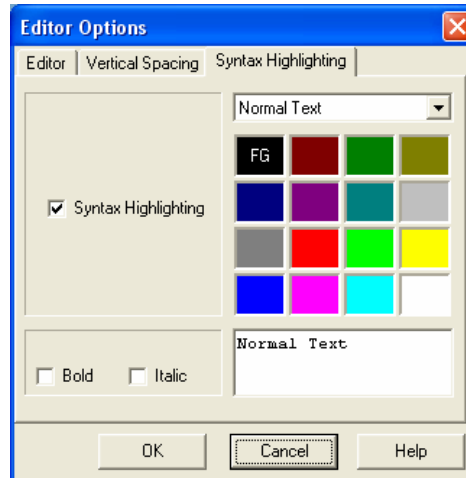 Editor Options
Editor Vertical Spacing Syntax Highlighting
Normal Text
FG
Syntax Highlighting
Normal Text
Bold Italic
OK Cancel Help